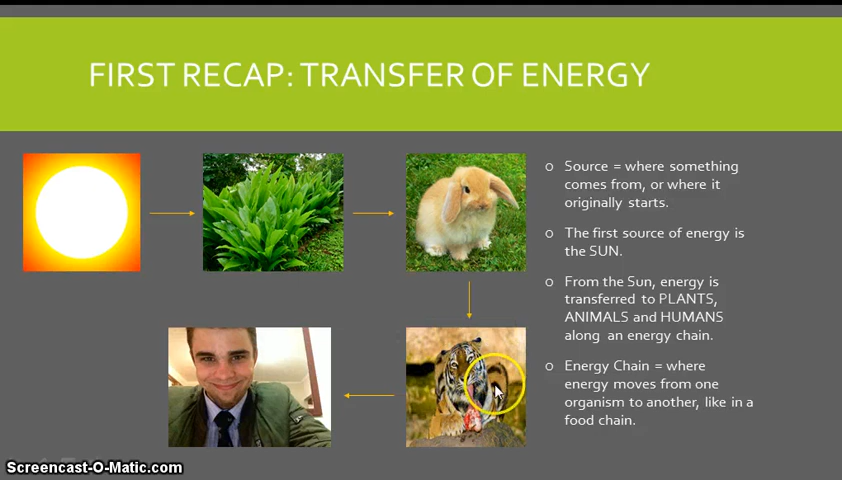 FIRST RECAP: TRANSFER OF ENERGY
o Source = where something
comes from, or where it
originally starts.
o The first source of energy is
the SUN.
o From the Sun, energy is
transferred to PLANTS,
ANIMALS and HUMANS
along an energy chain.
o Energy Chain = where
energy moves from one
organism to another, like in a
food chain.
Screencast-O-Matic.com